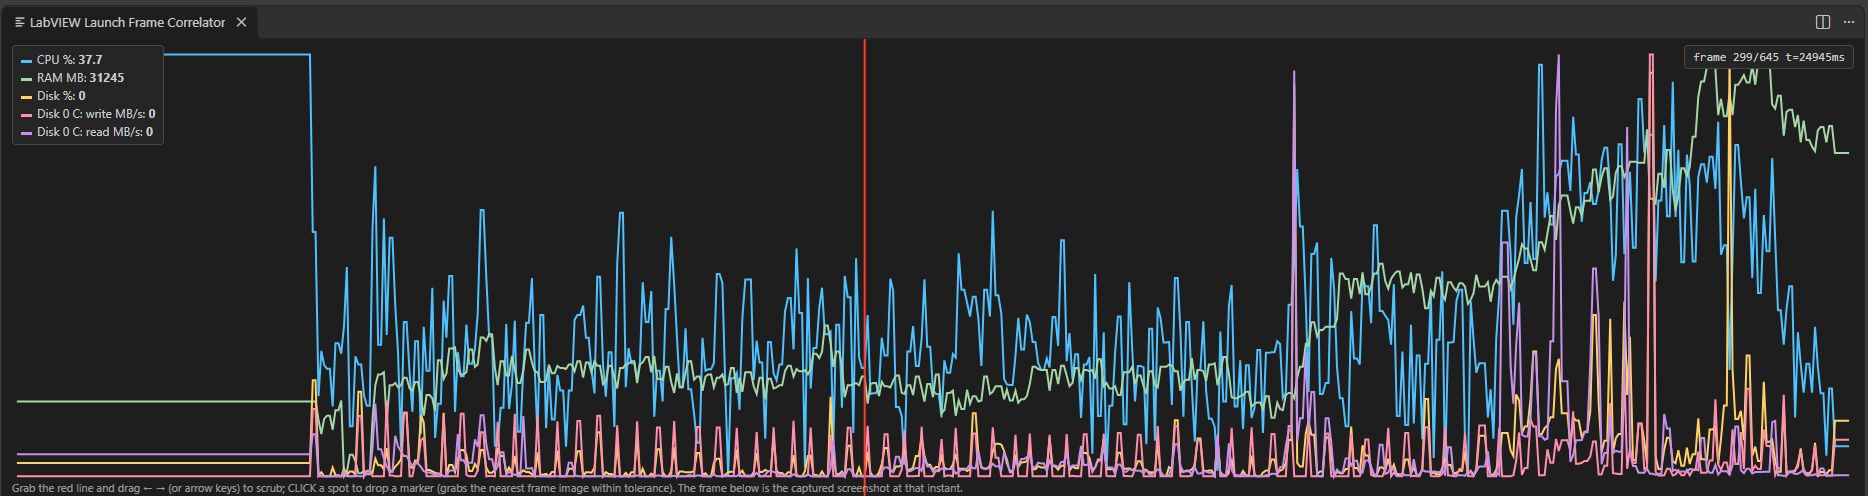 LabVIEW Launch Frame Correlator
CPU %: 37.7
RAM MB: 31245
Disk %: 0
Disk 0 C: write MB/s: 0
Disk 0 C: read MB/s: 0
frame 299/645 t=24945ms
Grab the red line and drag ← → (or arrow keys) to scrub; CLICK a spot to drop a marker (grabs the nearest frame image within tolerance). The frame below is the captured screenshot at that instant.